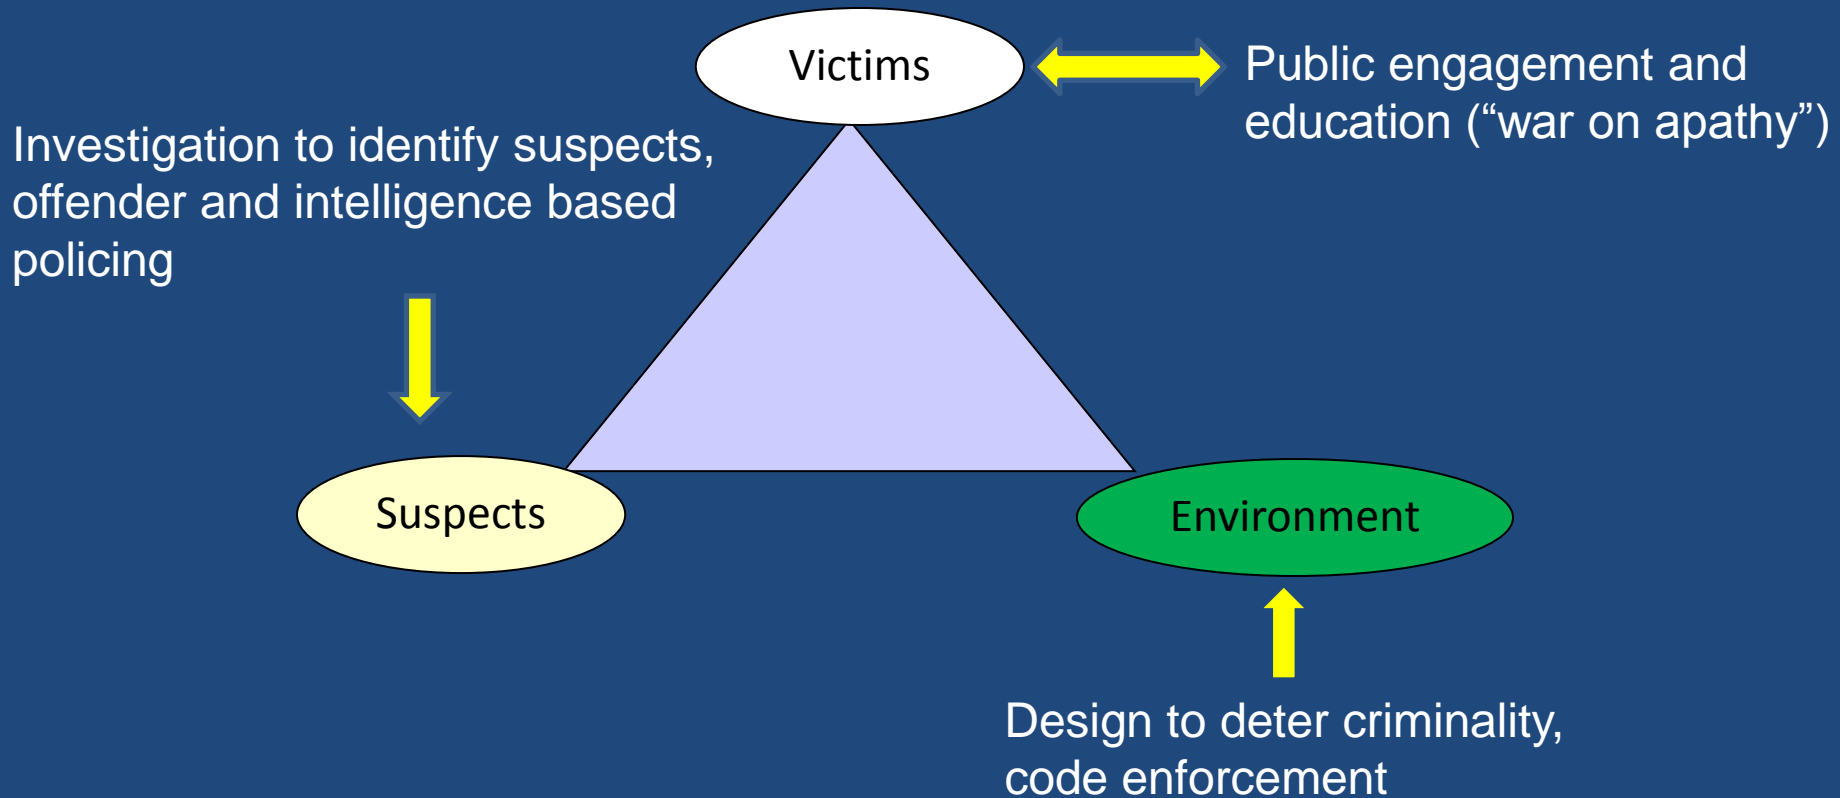 Victims
Public engagement and
education (“war on apathy”)
Investigation to identify suspects,
offender and intelligence based
policing
Suspects
Environment
Design to deter criminality,
code enforcement